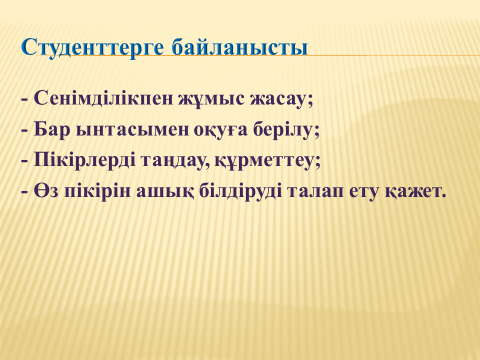 Студенттерге байланысты
- Сенімділікпен жұмыс жасау;
- Бар ынтасымен оқуға берілу;
- Пікірлерді таңдау, құрметтеу;
- Өз пікірін ашық білдіруді талап ету қажет.